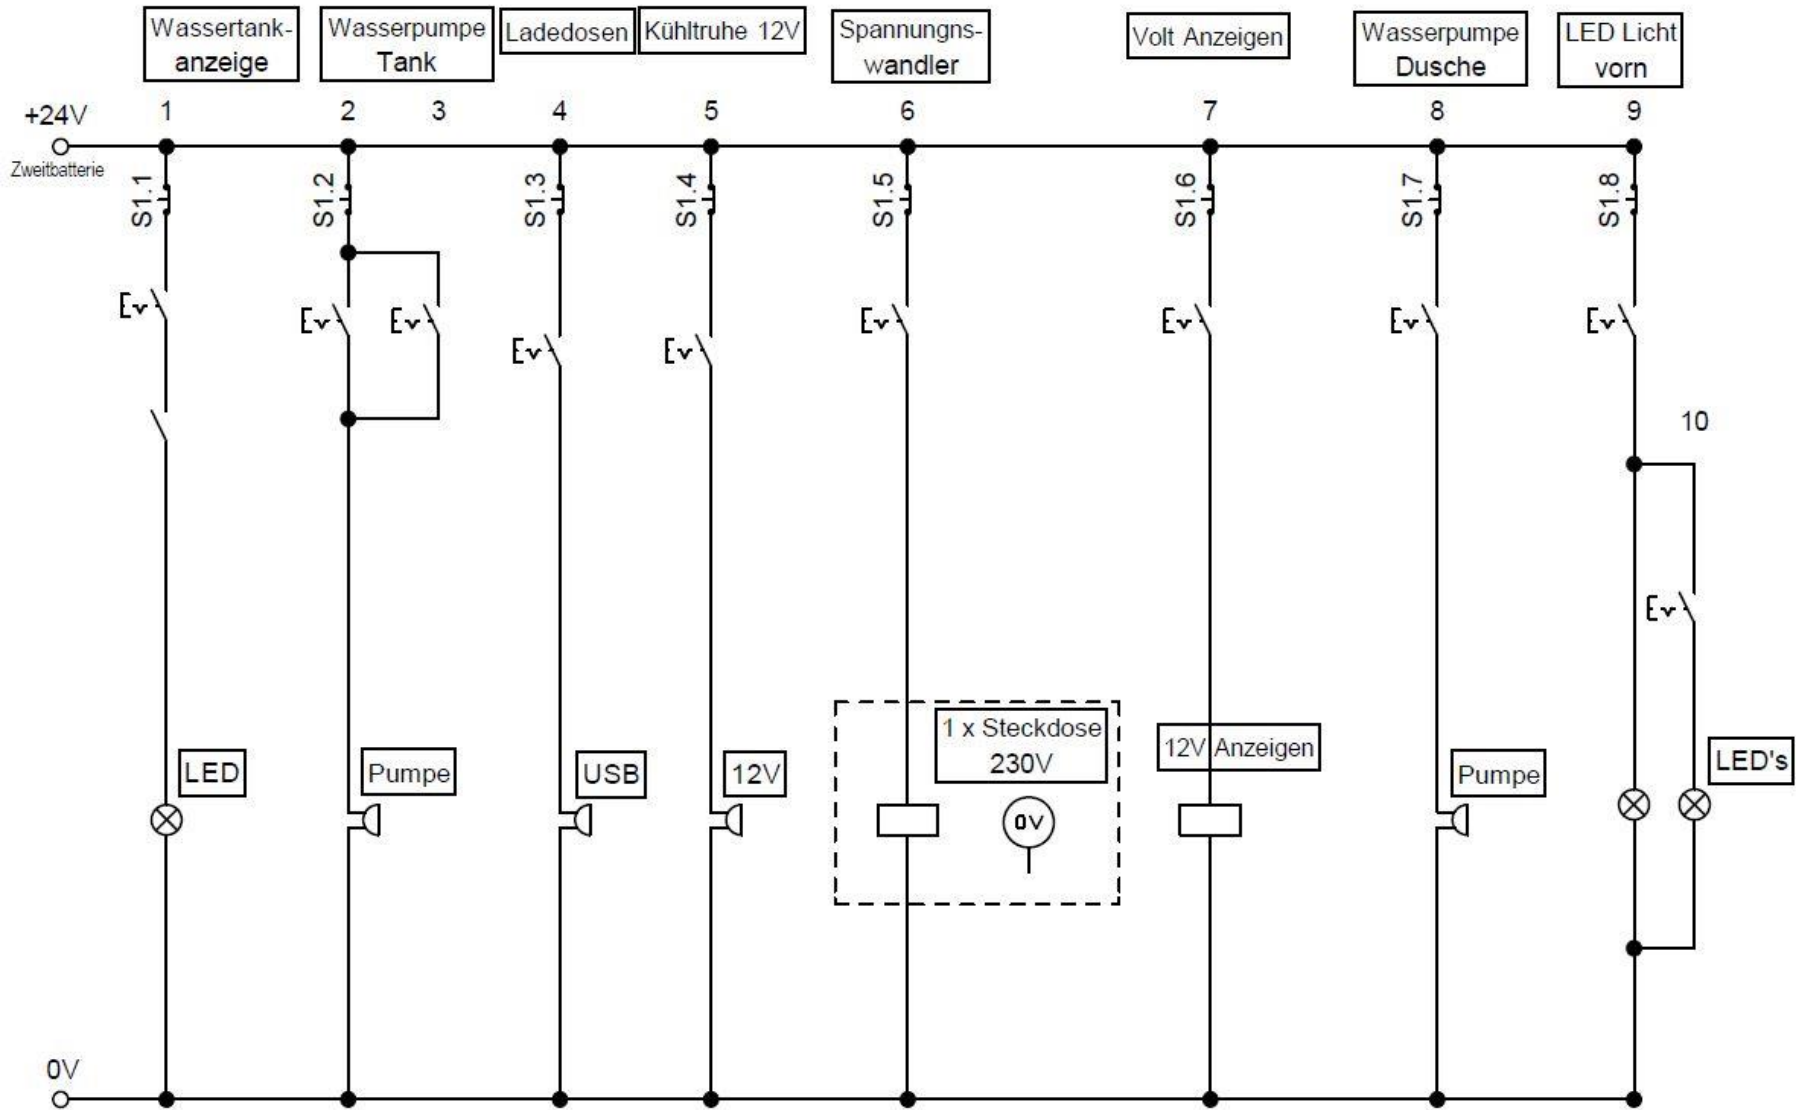 Wassertank-
anzeige
Wasserpumpe
Tank
Ladedosen
Kühltruhe 12V
Spannungns-
wandler
Volt Anzeigen
Wasserpumpe
Dusche
LED Licht
vorn
+24V
1
2
3
4
5
6
7
8
9
Zweitbatterie
S1.1
S1.2
S1.3
S1.4
S1.5
S1.6
S1.7
S1.8
10
1 x Steckdose
230V
12V Anzeigen
LED
Pumpe
USB
12V
Pumpe
LED's
0V
0V